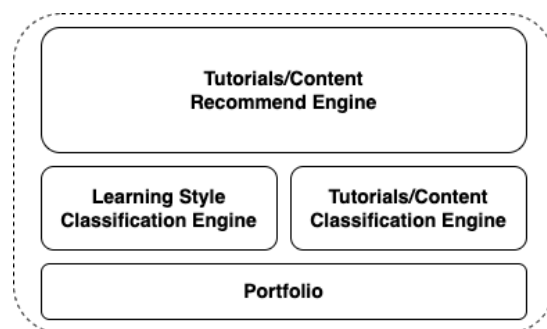 Tutorials/Content
Recommend Engine
Learning Style
Classification Engine
Tutorials/Content
Classification Engine
Portfolio